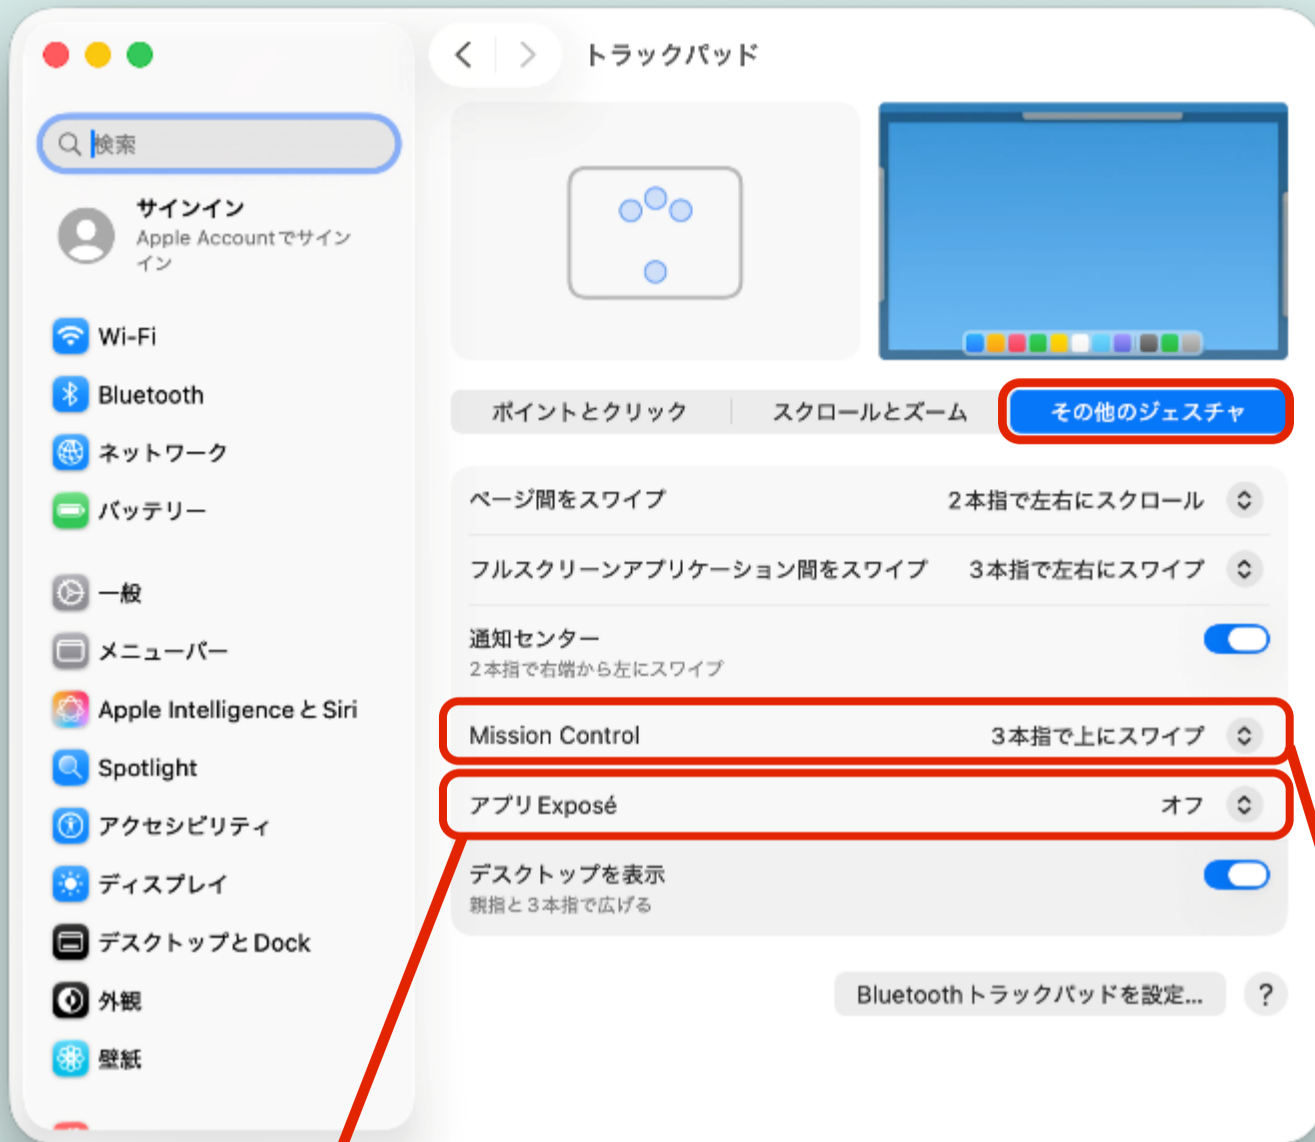 トラックパッド
検索
サインイン
Apple Accountでサイン
イン
Wi-Fi
Bluetooth
ネットワーク
バッテリー
一般
メニューバー
Apple Intelligence と Siri
Spotlight
アクセシビリティ
ディスプレイ
デスクトップとDock
外観
壁紙
ポイントとクリック スクロールとズーム その他のジェスチャ
ページ間をスワイプ 2本指で左右にスクロール
フルスクリーンアプリケーション間をスワイプ 3本指で左右にスワイプ
通知センター
2本指で右端から左にスワイプ
Mission Control 3本指で上にスワイプ
アプリExposé オフ
デスクトップを表示
親指と3本指で広げる
Bluetoothトラックパッドを設定... ?